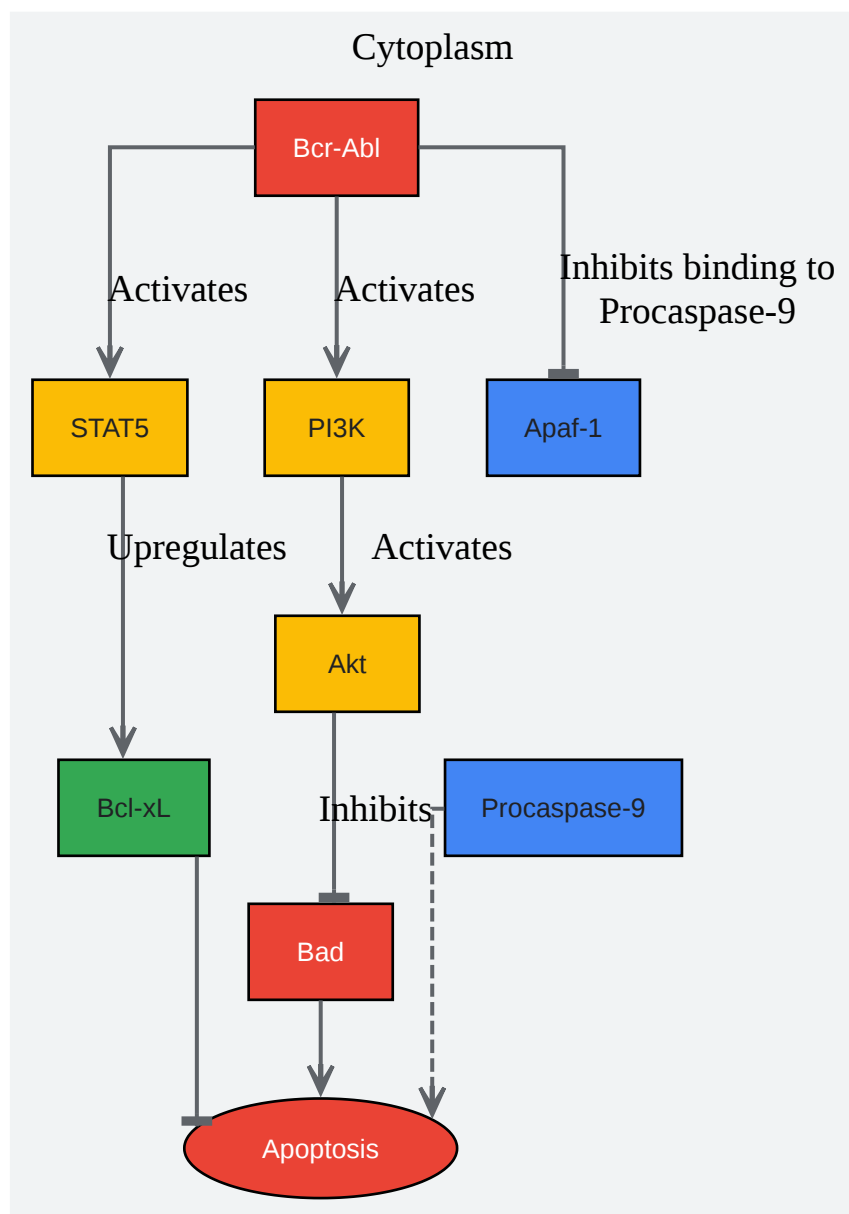 Cytoplasm
Bcr-Abl
Activates
Activates
Inhibits binding to
Procaspase-9
STAT5
PI3K
Apaf-1
Upregulates
Activates
Akt
Bcl-xL
Inhibits
Procaspase-9
Bad
Apoptosis